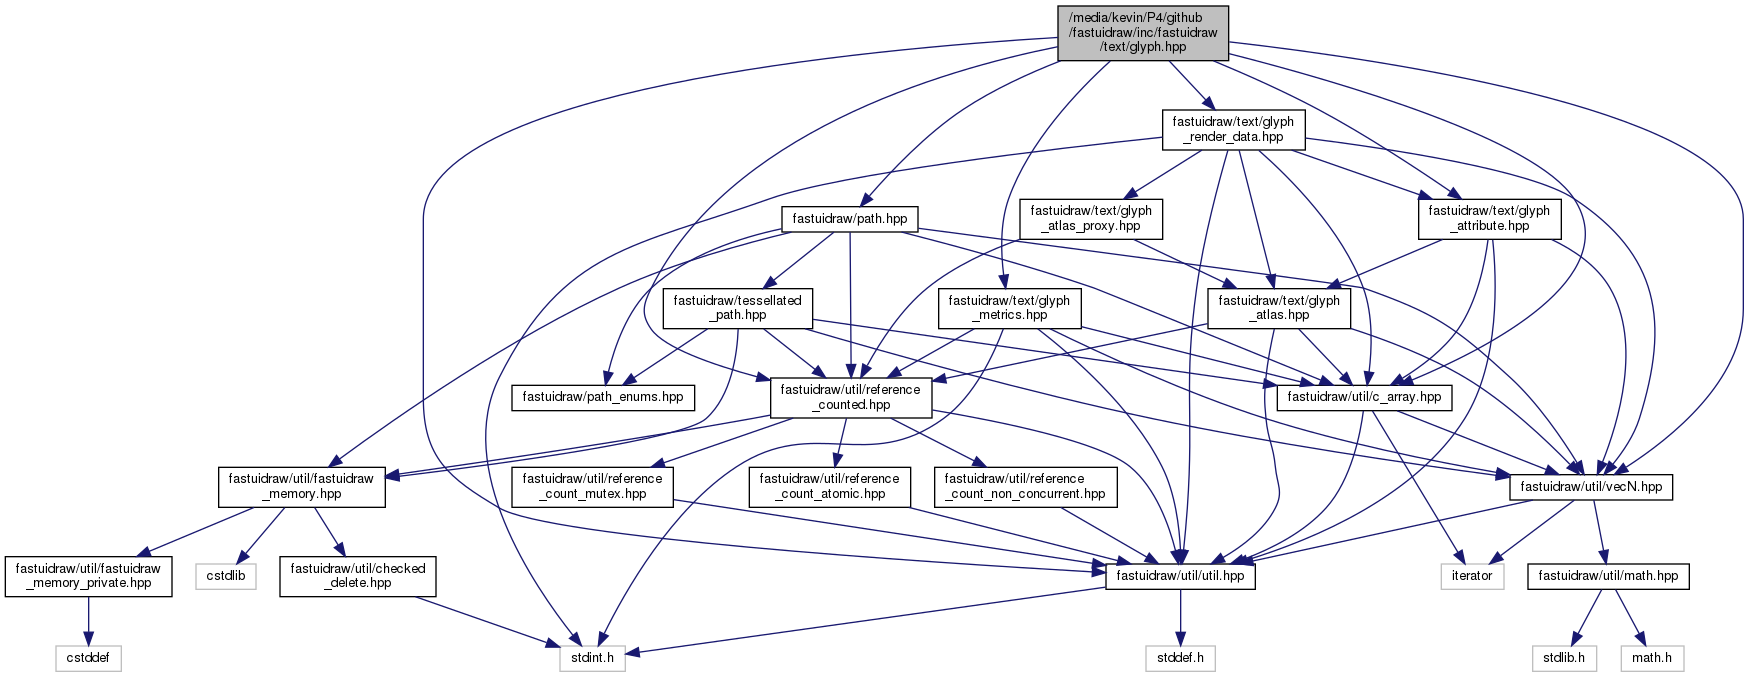 /media/kevin/P4/github
/fastuidraw/inc/fastuidraw
/text/glyph.hpp
fastuidraw/text/glyph
_render_data.hpp
fastuidraw/path.hpp
fastuidraw/text/glyph
_atlas_proxy.hpp
fastuidraw/text/glyph
_attribute.hpp
fastuidraw/tessellated
_path.hpp
fastuidraw/text/glyph
_metrics.hpp
fastuidraw/text/glyph
_atlas.hpp
fastuidraw/path_enums.hpp
fastuidraw/util/reference
_counted.hpp
fastuidraw/util/c_array.hpp
fastuidraw/util/fastuidraw
_memory.hpp
fastuidraw/util/reference
_count_mutex.hpp
fastuidraw/util/reference
_count_atomic.hpp
fastuidraw/util/reference
_count_non_concurrent.hpp
fastuidraw/util/vecN.hpp
fastuidraw/util/fastuidraw
_memory_private.hpp
cstdlib
fastuidraw/util/checked
_delete.hpp
fastuidraw/util/util.hpp
iterator
fastuidraw/util/math.hpp
cstddef
stdint.h
stddef.h
stdlib.h
math.h